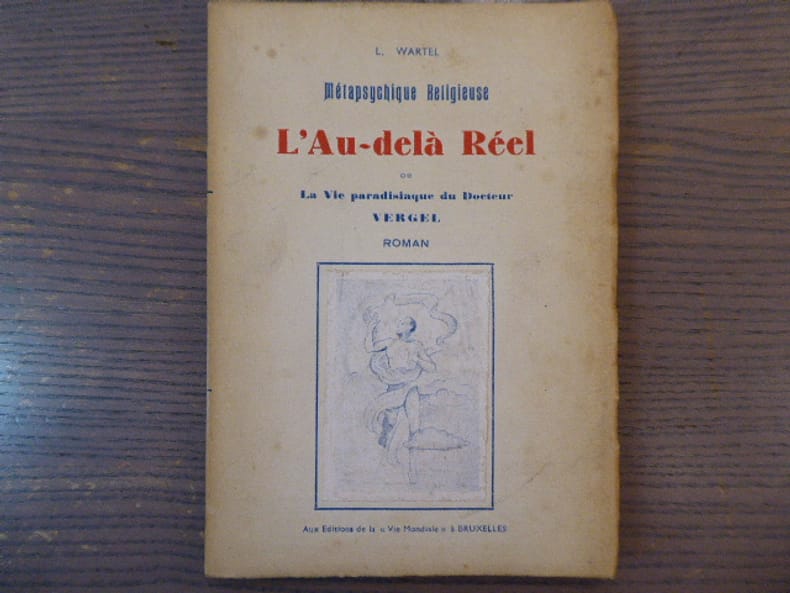 L. WARTEL
Métapsychique Religieuse
L'Au-delà Réel
ou
La Vie paradisiaque du Docteur
VERGEL
ROMAN
Aux Editions de la « Vie Mondiale » à BRUXELLES